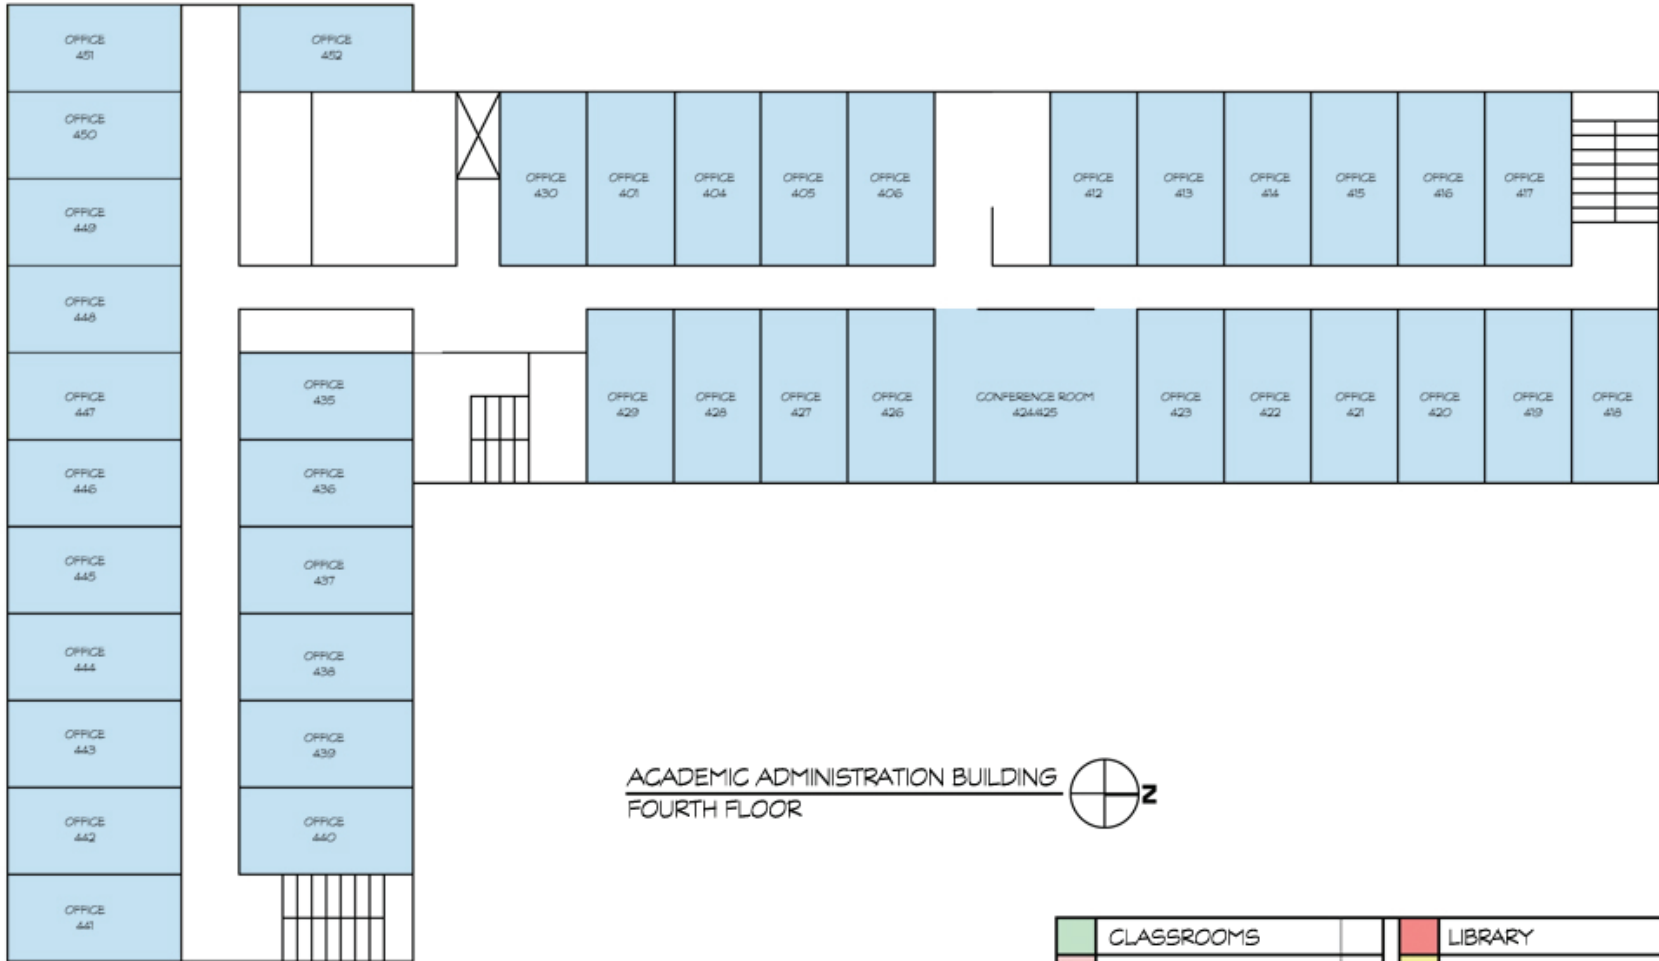 OFFICE
451
OFFICE
452
OFFICE
450
OFFICE
449
OFFICE
448
OFFICE
447
OFFICE
446
OFFICE
445
OFFICE
444
OFFICE
443
OFFICE
442
OFFICE
441
OFFICE
435
OFFICE
436
OFFICE
437
OFFICE
438
OFFICE
439
OFFICE
440
OFFICE
430
OFFICE
401
OFFICE
404
OFFICE
405
OFFICE
406
OFFICE
412
OFFICE
413
OFFICE
414
OFFICE
415
OFFICE
416
OFFICE
417
OFFICE
429
OFFICE
428
OFFICE
427
OFFICE
426
CONFERENCE ROOM
424/425
OFFICE
423
OFFICE
422
OFFICE
421
OFFICE
420
OFFICE
419
OFFICE
418
ACADEMIC ADMINISTRATION BUILDING
FOURTH FLOOR
N
CLASSROOMS
LIBRARY